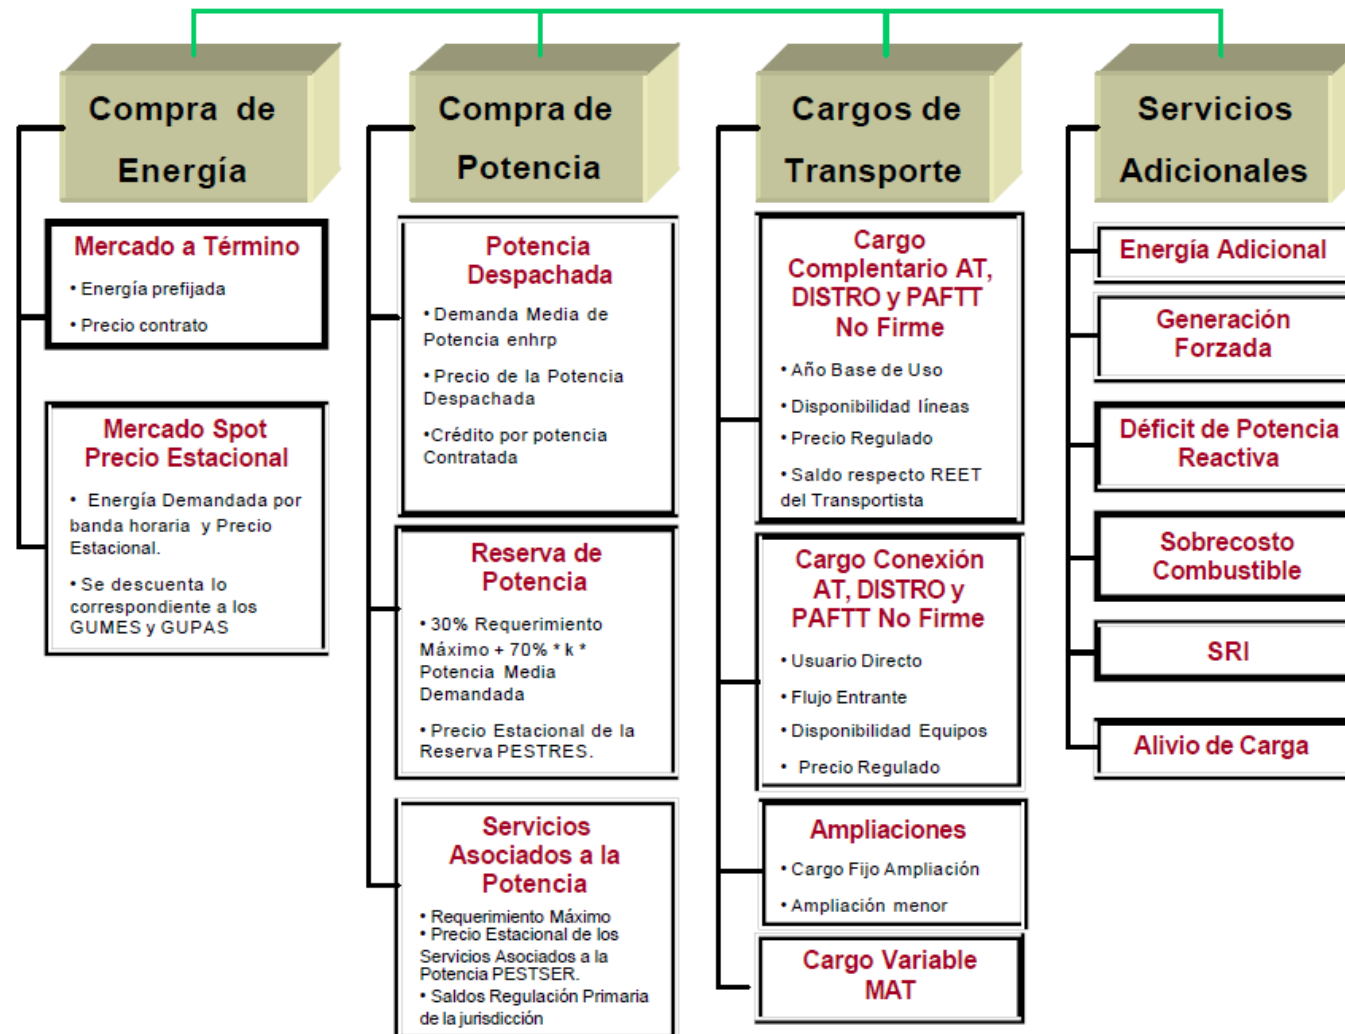 Compra de
Energía
Mercado a Término
• Energía prefijada
• Precio contrato
Mercado Spot
Precio Estacional
• Energía Demandada por
banda horaria y Precio
Estacional.
• Se descuenta lo
correspondiente a los
GUMES y GUPAS
Compra de
Potencia
Potencia
Despachada
• Demanda Media de
Potencia enhrp
• Precio de la Potencia
Despachada
•Crédito por potencia
Contratada
Reserva de
Potencia
• 30% Requerimiento
Máximo + 70% * k *
Potencia Media
Demandada
• Precio Estacional de la
Reserva PESTRES.
Servicios
Asociados a la
Potencia
• Requerimiento Máximo
• Precio Estacional de los
Servicios Asociados a la
Potencia PESTSER.
• Saldos Regulación Primaria
de la jurisdicción
Cargos de
Transporte
Cargo
Complentario AT,
DISTRO y PAFTT
No Firme
• Año Base de Uso
• Disponibilidad líneas
• Precio Regulado
• Saldo respecto REET
del Transportista
Cargo Conexión
AT, DISTRO y
PAFTT No Firme
• Usuario Directo
• Flujo Entrante
• Disponibilidad Equipos
• Precio Regulado
Ampliaciones
• Cargo Fijo Ampliación
• Ampliación menor
Cargo Variable
MAT
Servicios
Adicionales
Energía Adicional
Generación
Forzada
Déficit de Potencia
Reactiva
Sobrecosto
Combustible
SRI
Alivio de Carga